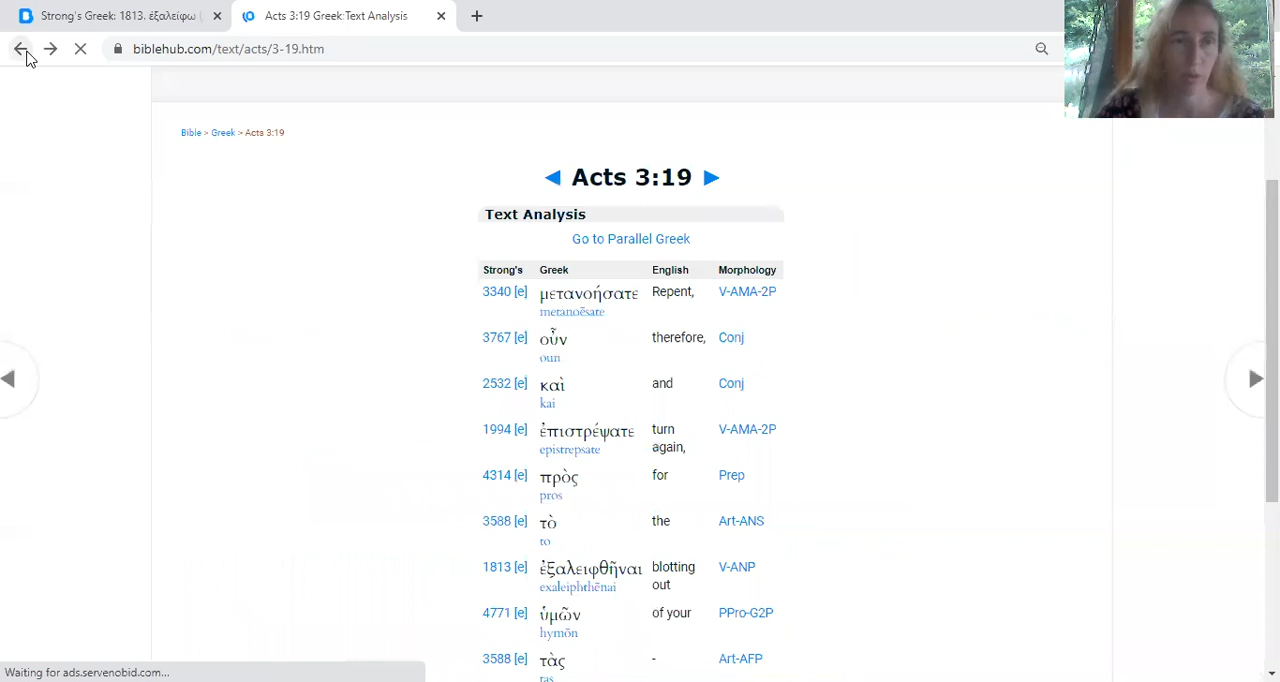 Strong's Greek: 1813. ἐξαλείφω (
Acts 3:19 Greek Text Analysis
biblehub.com/text/acts/3-19.htm
Bible > Greek > Acts 3:19
Acts 3:19
Text Analysis
Go to Parallel Greek
Strong's Greek English Morphology
3340 [e] μετανοήσατε Repent, V-AMA-2P
metanoēsate
3767 [e] οὖν therefore, Conj
oun
2532 [e] καὶ and Conj
kai
1994 [e] ἐπιστρέψατε turn V-AMA-2P
epistrepsate again,
4314 [e] πρὸς for Prep
pros
3588 [e] τὸ the Art-ANS
to
1813 [e] ἐξαλειφθῆναι blotting V-ANP
exaleiphthēnai out
4771 [e] ὑμῶν of your PPro-G2P
hymōn
3588 [e] τὰς - Art-AFP
tas
Waiting for ads.servenobid.com...